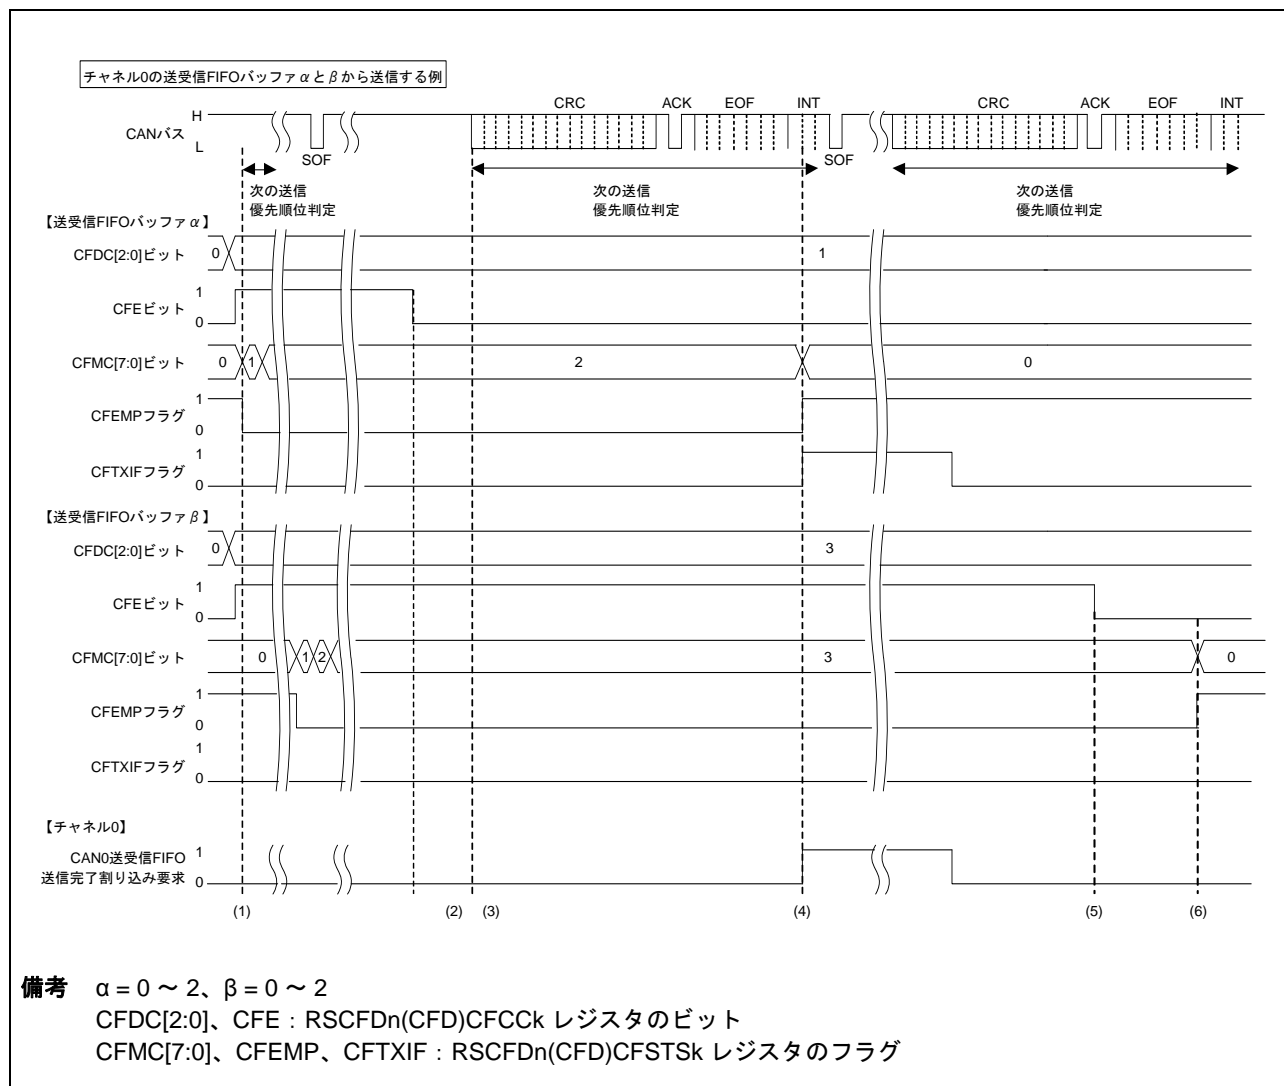 チャネル0の送受信FIFOバッファαとβから送信する例
CRC ACK EOF INT CRC ACK EOF INT
H
CANバス
L
SOF SOF
次の送信
優先順位判定
次の送信
優先順位判定
次の送信
優先順位判定
【送受信FIFOバッファα】
CFDC[2:0]ビット 0 1
CFEビット 1 0
CFMC[7:0]ビット 0 1 2 0
CFEMPフラグ 1 0
CFTXIFフラグ 1 0
【送受信FIFOバッファβ】
CFDC[2:0]ビット 0 3
CFEビット 1 0
CFMC[7:0]ビット 0 1 2 3 0
CFEMPフラグ 1 0
CFTXIFフラグ 1 0
【チャネル0】
CAN0送受信FIFO 1
送信完了割り込み要求 0
(1) (2) (3) (4) (5) (6)
備考 α = 0 ～ 2、β = 0 ～ 2
CFDC[2:0]、CFE : RSCFDn(CFD)CFCCk レジスタのビット
CFMC[7:0]、CFEMP、CFTXIF : RSCFDn(CFD)CFSTSk レジスタのフラグ